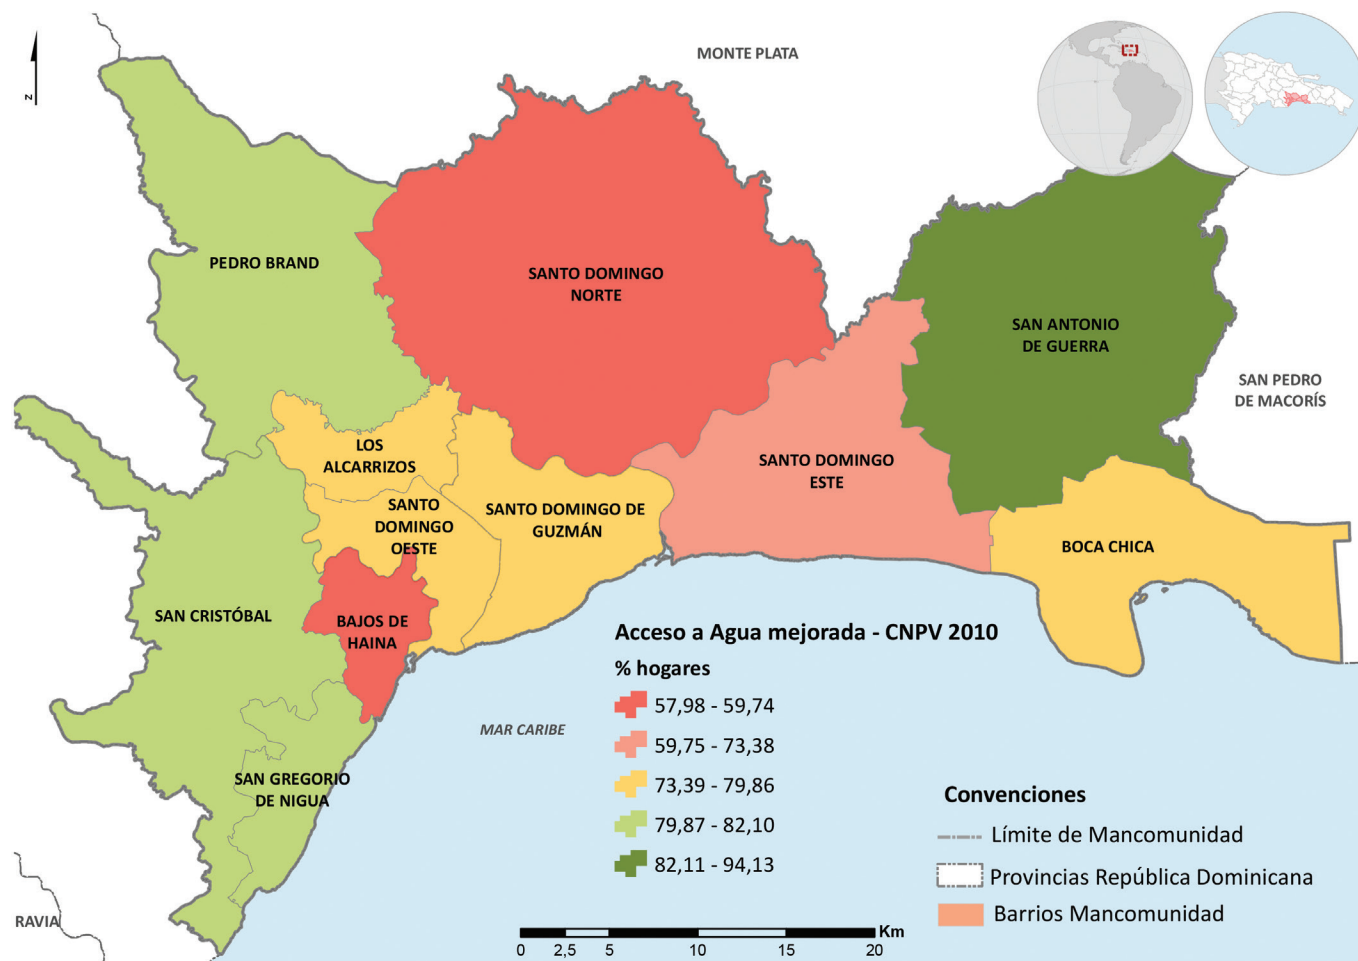 MONTE PLATA
z
PEDRO BRAND
SANTO DOMINGO
NORTE
SAN ANTONIO
DE GUERRA
SAN PEDRO
DE MACORÍS
LOS
ALCARRIZOS
SANTO DOMINGO
ESTE
SANTO
DOMINGO
OESTE
SANTO DOMINGO DE
GUZMÁN
BOCA CHICA
SAN CRISTÓBAL
BAJOS DE
HAINA
SAN GREGORIO
DE NIGUA
MAR CARIBE
RAVIA
Acceso a Agua mejorada - CNPV 2010
% hogares
57,98 - 59,74
59,75 - 73,38
73,39 - 79,86
79,87 - 82,10
82,11 - 94,13
Convenciones
Límite de Mancomunidad
Provincias República Dominicana
Barrios Mancomunidad
Km
0 2,5 5 10 15 20